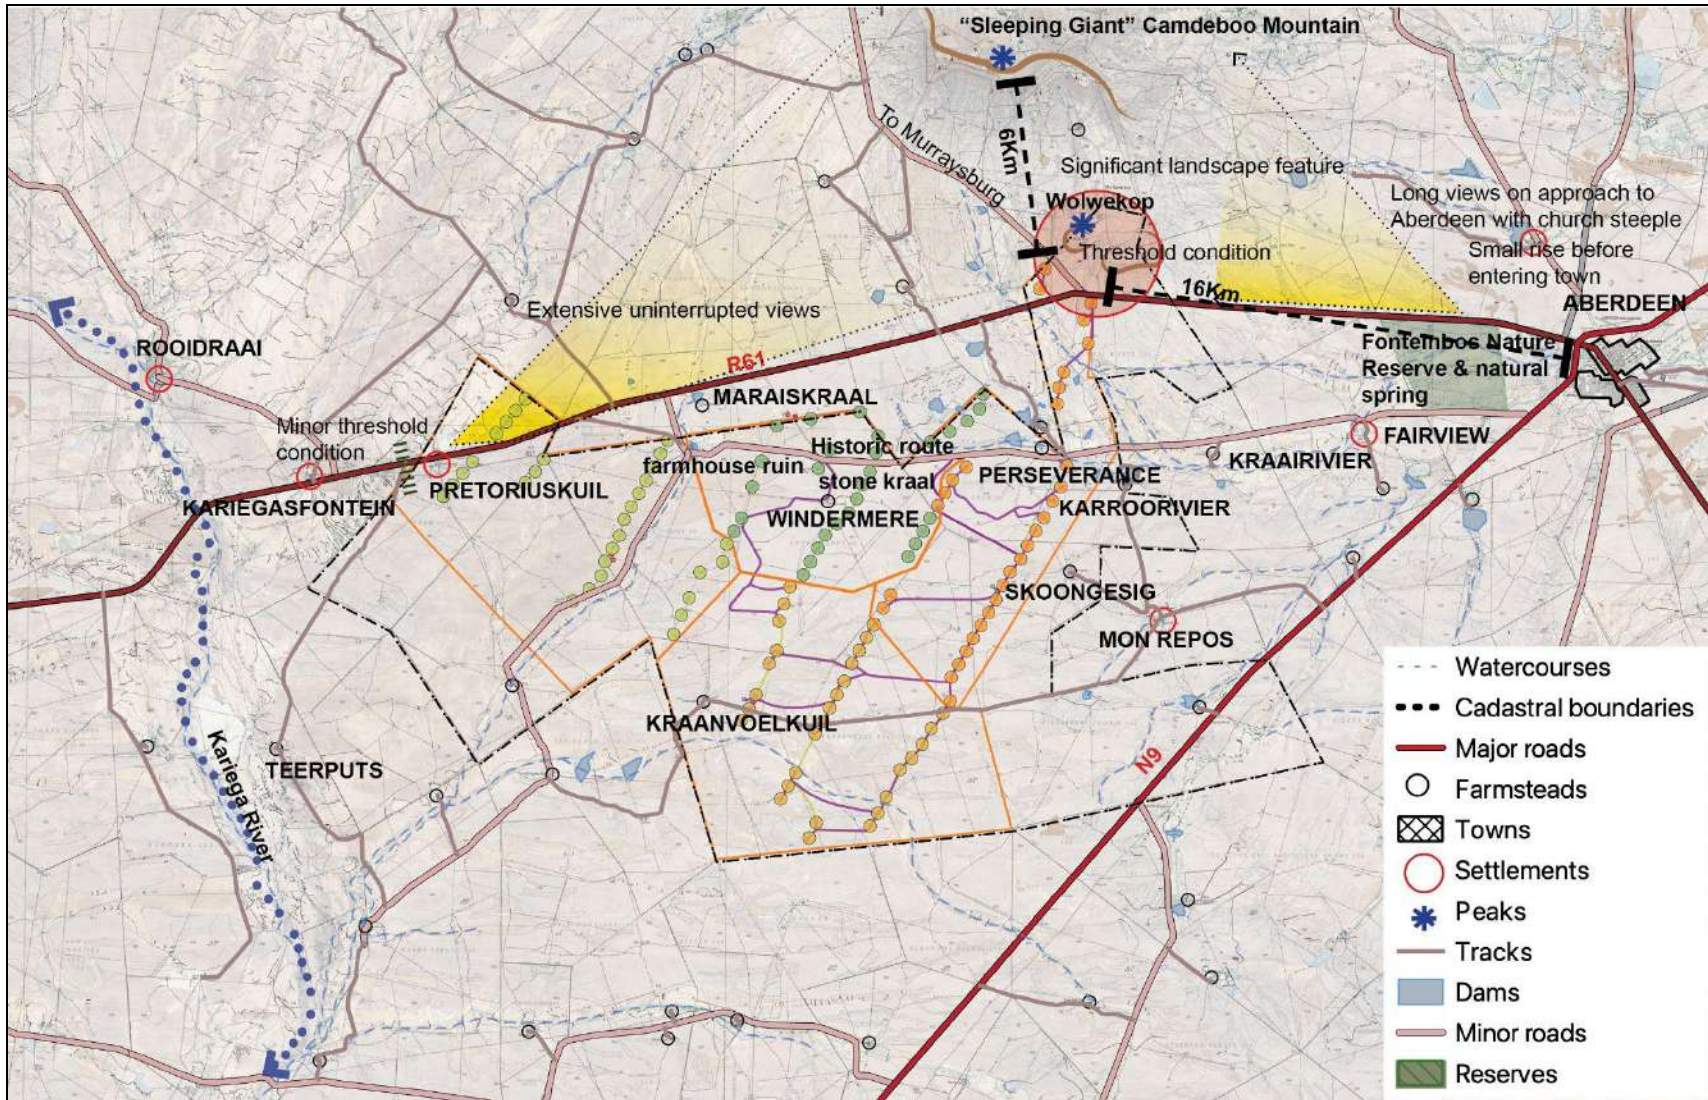 “Sleeping Giant” Camdeboo Mountain
To Murraysburg
6Km
Significant landscape feature
Wolwekop
Threshold condition
16Km
Long views on approach to
Aberdeen with church steeple
Small rise before
entering town
ABERDEEN
Extensive uninterrupted views
R61
Fonteinbos Nature
Reserve & natural
spring
ROOIDRAAI
MARAISKRAAL
Minor threshold
condition
Historic route
farmhouse ruin
stone kraal
FAIRVIEW
KRAAIRIVIER
PERSEVERANCE
PRETORIUSKUIL
KARIEGASFONTEIN
KARROORIVIER
WINDERMERE
SKOONGESIG
MON REPOS
KRAANVOELKUIL
TEERPUTS
Kariega River
N9
Watercourses
Cadastral boundaries
Major roads
Farmsteads
Towns
Settlements
Peaks
Tracks
Dams
Minor roads
Reserves